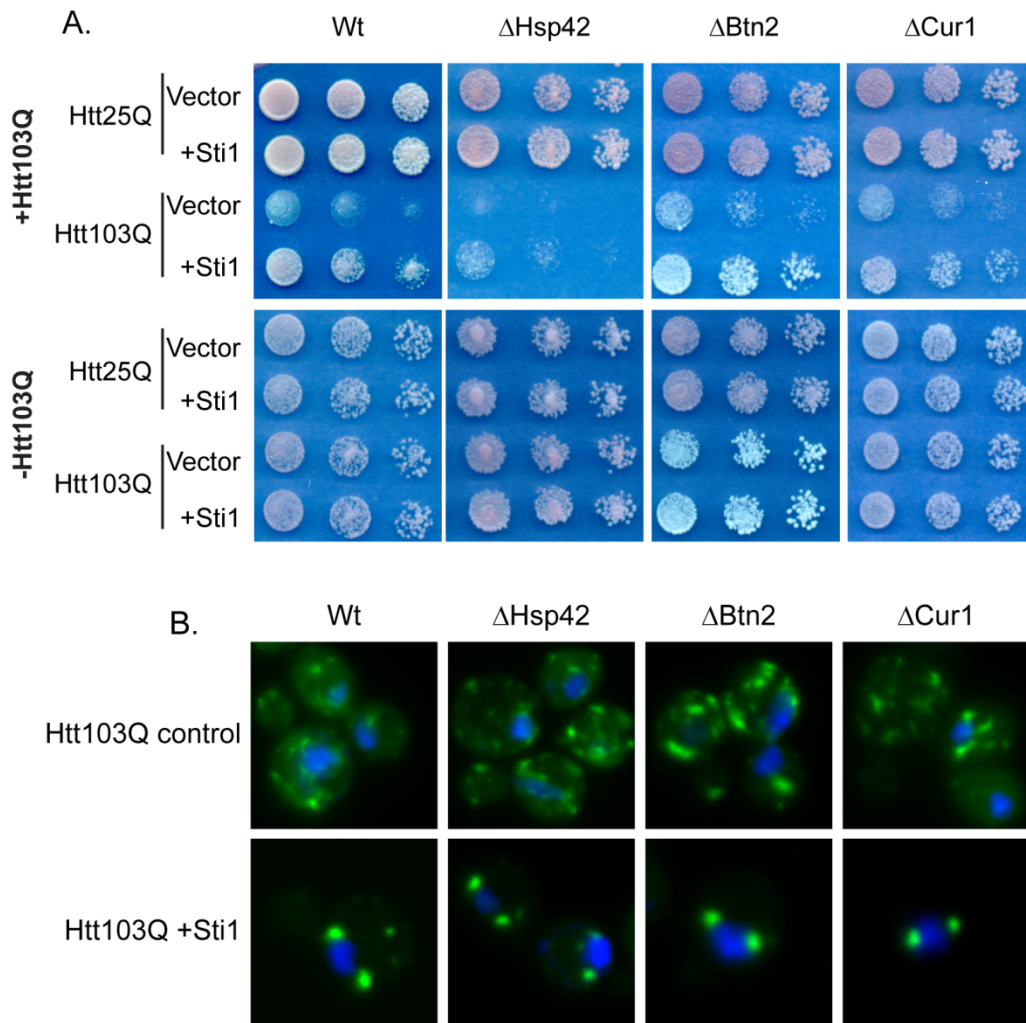 A.
Wt ΔHsp42 ΔBtn2 ΔCur1
+Htt103Q
Htt25Q
Vector
+Sti1
Htt103Q
Vector
+Sti1
-Htt103Q
Htt25Q
Vector
+Sti1
Htt103Q
Vector
+Sti1
B.
Wt ΔHsp42 ΔBtn2 ΔCur1
Htt103Q control
Htt103Q +Sti1